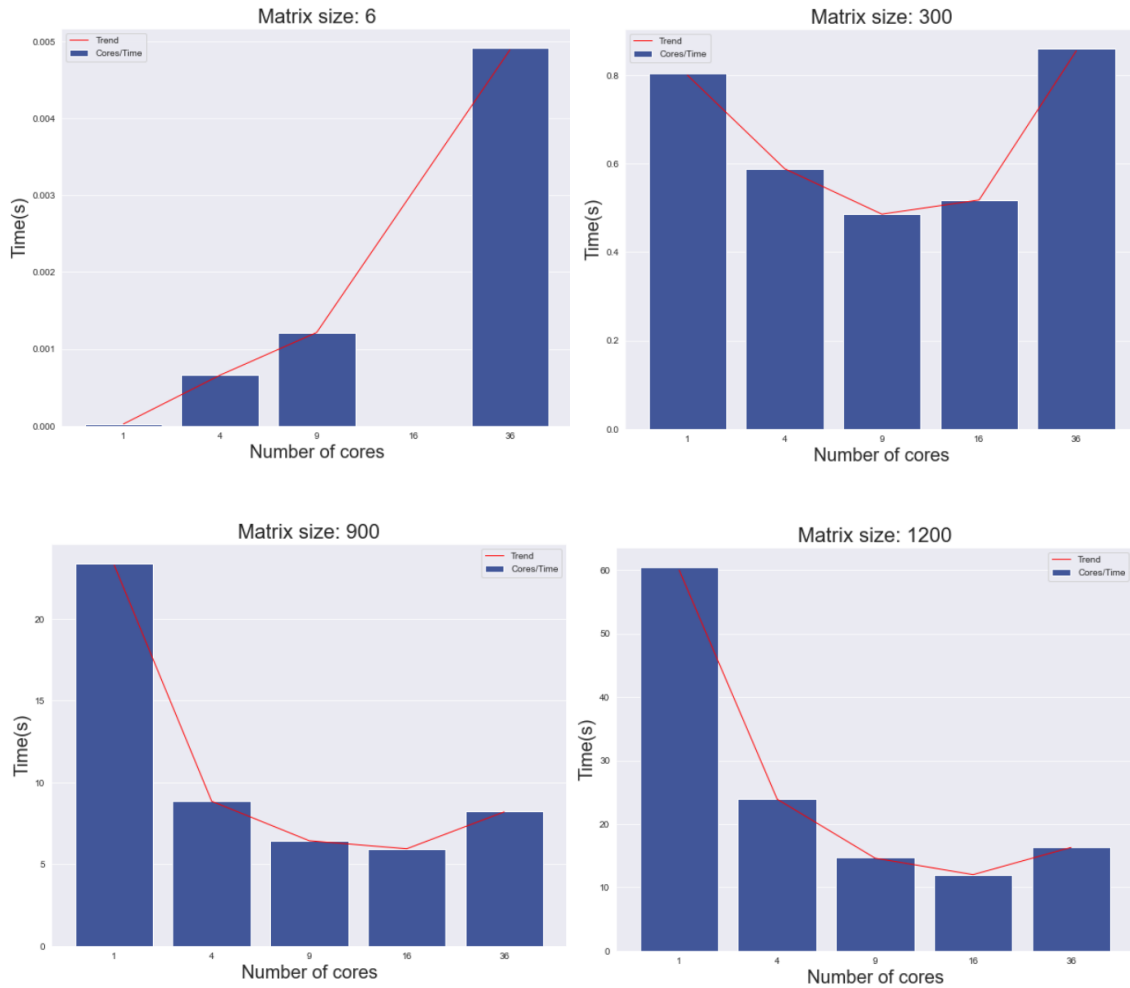 Matrix size: 6
Trend
Cores/Time
0.005
0.004
0.003
0.002
0.001
0.000
Time(s)
1 4 9 16 36
Number of cores
Matrix size: 300
Trend
Cores/Time
0.8
0.6
0.4
0.2
0.0
Time(s)
1 4 9 16 36
Number of cores
Matrix size: 900
Trend
Cores/Time
20
15
10
5
0
Time(s)
1 4 9 16 36
Number of cores
Matrix size: 1200
Trend
Cores/Time
60
50
40
30
20
10
0
Time(s)
1 4 9 16 36
Number of cores